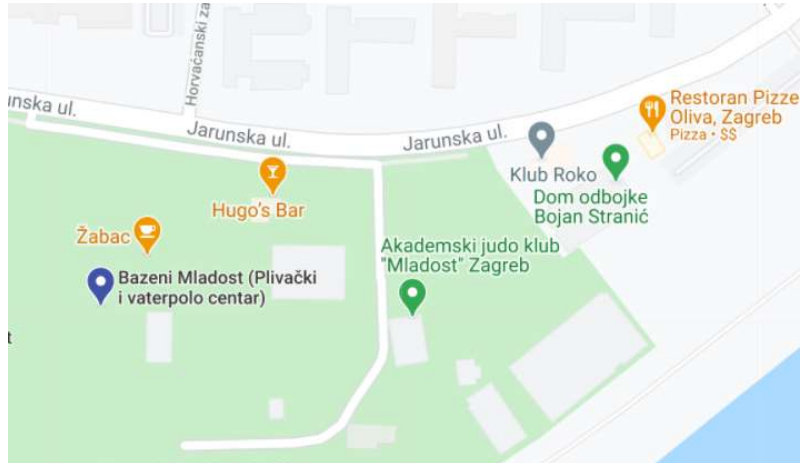 Horvaćanski za
unska ul.
Jarunska ul.
Jarunska ul.
Restoran Pizze
Oliva, Zagreb
Pizza • $$
Klub Roko
Dom odbojke
Bojan Stranić
Hugo's Bar
Žabac
Akademski judo klub
"Mladost" Zagreb
Bazeni Mladost (Plivački
i vaterpolo centar)
t